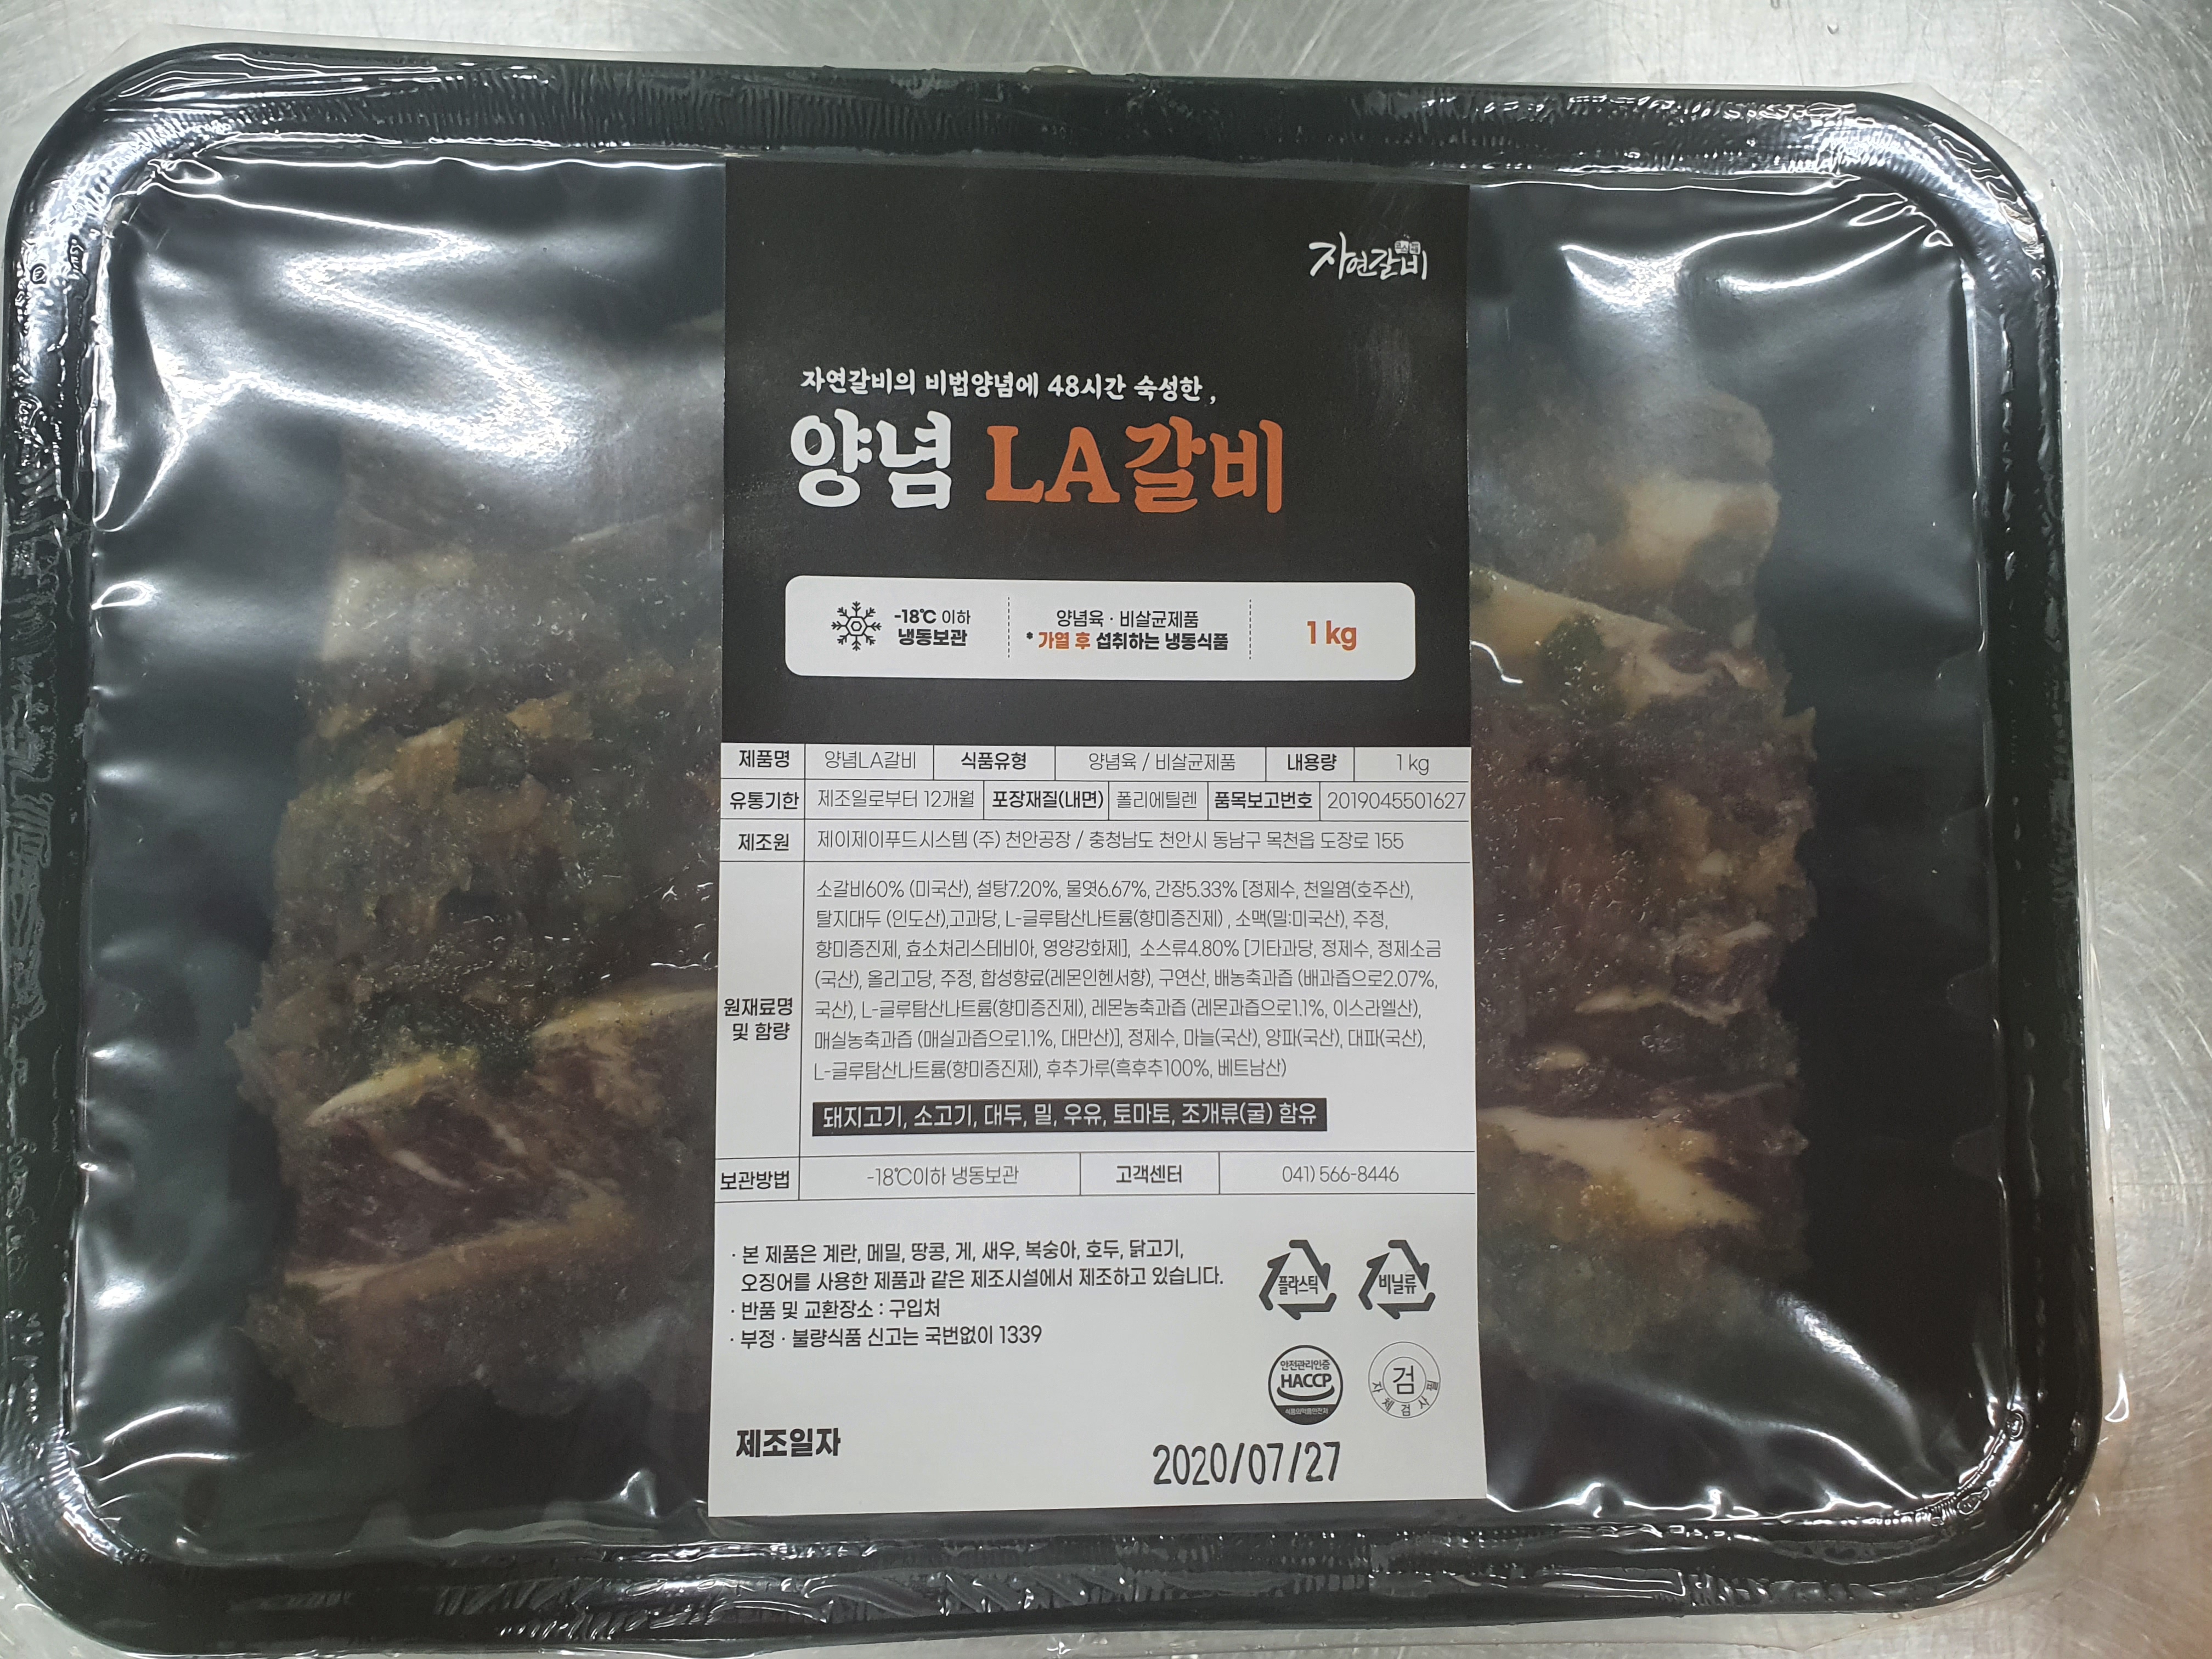 자연갈비
자연갈비의 비법양념에 48시간 숙성한 ,
양념 LA갈비
-18℃ 이하
냉동보관
양념육 · 비살균제품
* 가열 후 섭취하는 냉동식품
1 kg
제품명 양념LA갈비 식품유형 양념육 / 비살균제품 내용량 1 kg
유통기한 제조일로부터 12개월 포장재질(내면) 폴리에틸렌 품목보고번호 2019045501627
제조원 제이제이푸드시스템 (주) 천안공장 / 충청남도 천안시 동남구 목천읍 도장로 155
원재료명
및 함량
소갈비60% (미국산), 설탕7.20%, 물엿6.67%, 간장5.33% [정제수, 천일염(호주산),
탈지대두 (인도산),고과당, L-글루탐산나트륨(향미증진제) , 소맥(밀:미국산), 주정,
향미증진제, 효소처리스테비아, 영양강화제], 소스류4.80% [기타과당, 정제수, 정제소금
(국산), 올리고당, 주정, 합성향료(레몬인헨서향), 구연산, 배농축과즙 (배과즙으로2.07%,
국산), L-글루탐산나트륨(향미증진제), 레몬농축과즙 (레몬과즙으로1.1%, 이스라엘산),
매실농축과즙 (매실과즙으로1.1%, 대만산)], 정제수, 마늘(국산), 양파(국산), 대파(국산),
L-글루탐산나트륨(향미증진제), 후추가루(흑후추100%, 베트남산)
돼지고기, 소고기, 대두, 밀, 우유, 토마토, 조개류(굴) 함유
보관방법 -18℃이하 냉동보관 고객센터 041) 566-8446
· 본 제품은 계란, 메밀, 땅콩, 게, 새우, 복숭아, 호두, 닭고기,
오징어를 사용한 제품과 같은 제조시설에서 제조하고 있습니다.
· 반품 및 교환장소 : 구입처
· 부정 · 불량식품 신고는 국번없이 1339
플라스틱
비닐류
안전관리인증
HACCP
식품의약품안전처
검
자체검사필
제조일자
2020/07/27